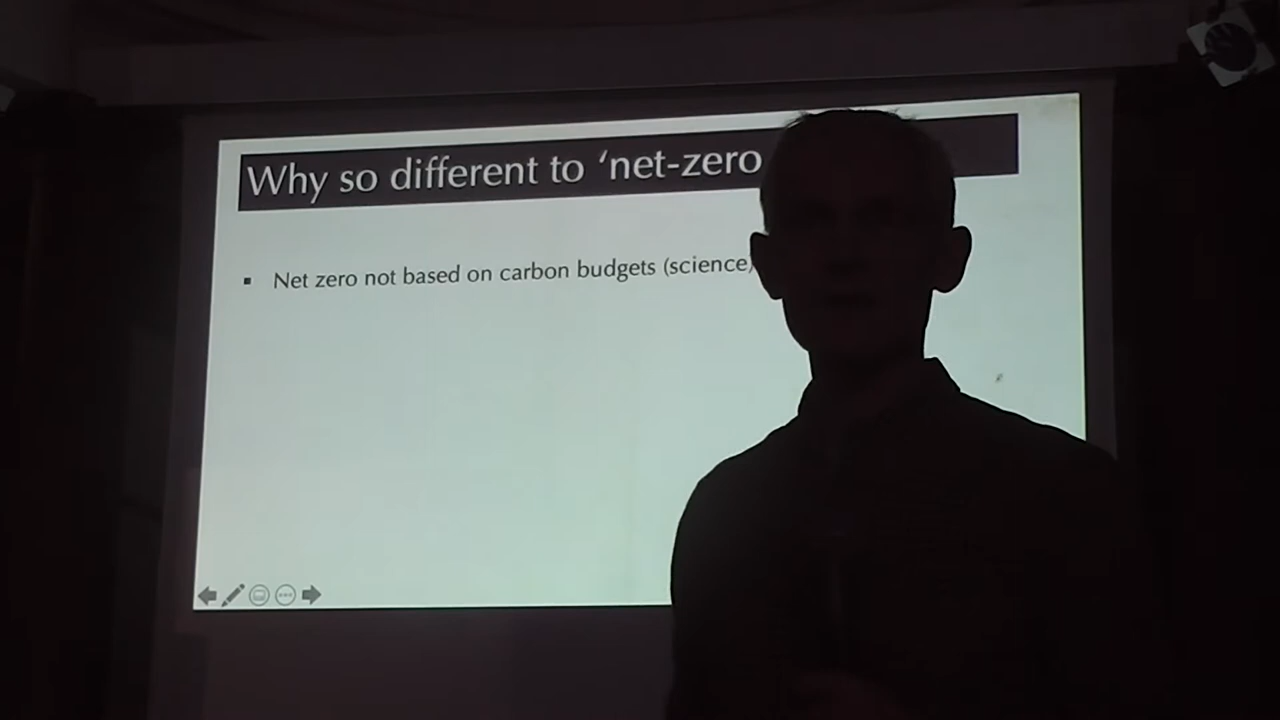 Why so different to ‘net-zero
Net zero not based on carbon budgets (science)